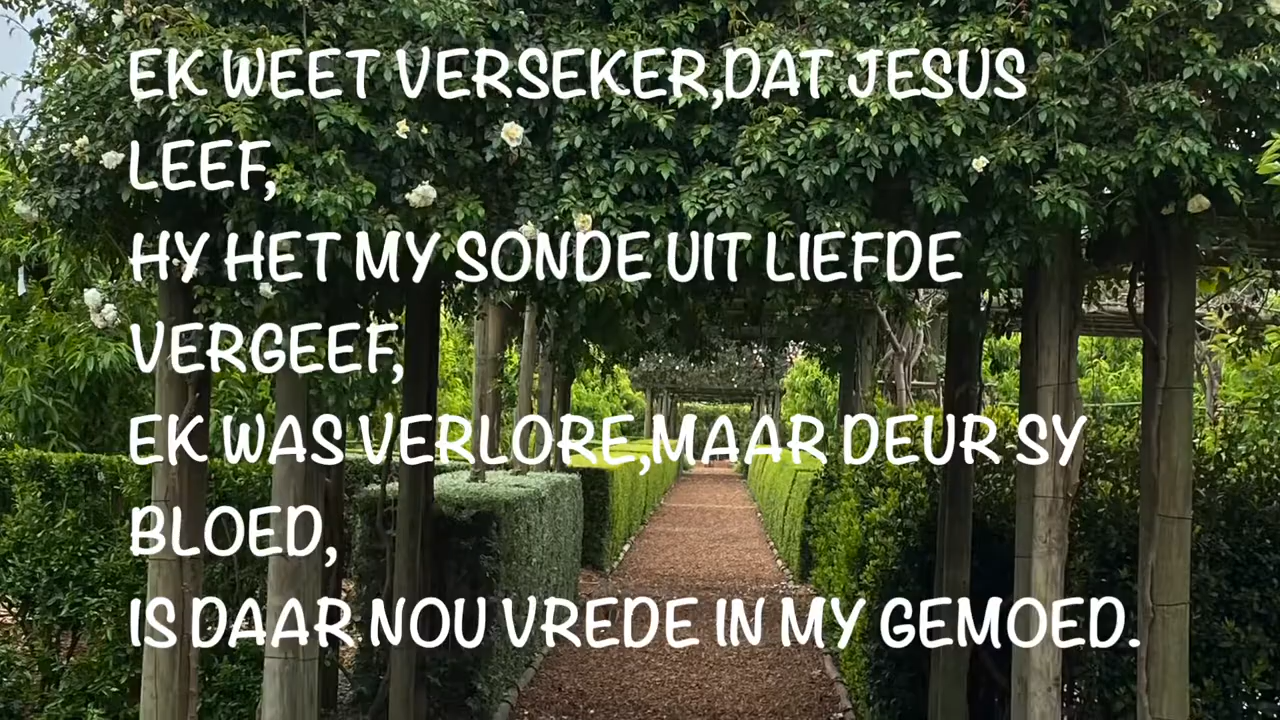 EK WEET VERSEKER,DAT JESUS
LEEF,
HY HET MY SONDE UIT LIEFDE
VERGEEF,
EK WAS VERLORE,MAAR DEUR SY
BLOED,
IS DAAR NOU VREDE IN MY GEMOED.